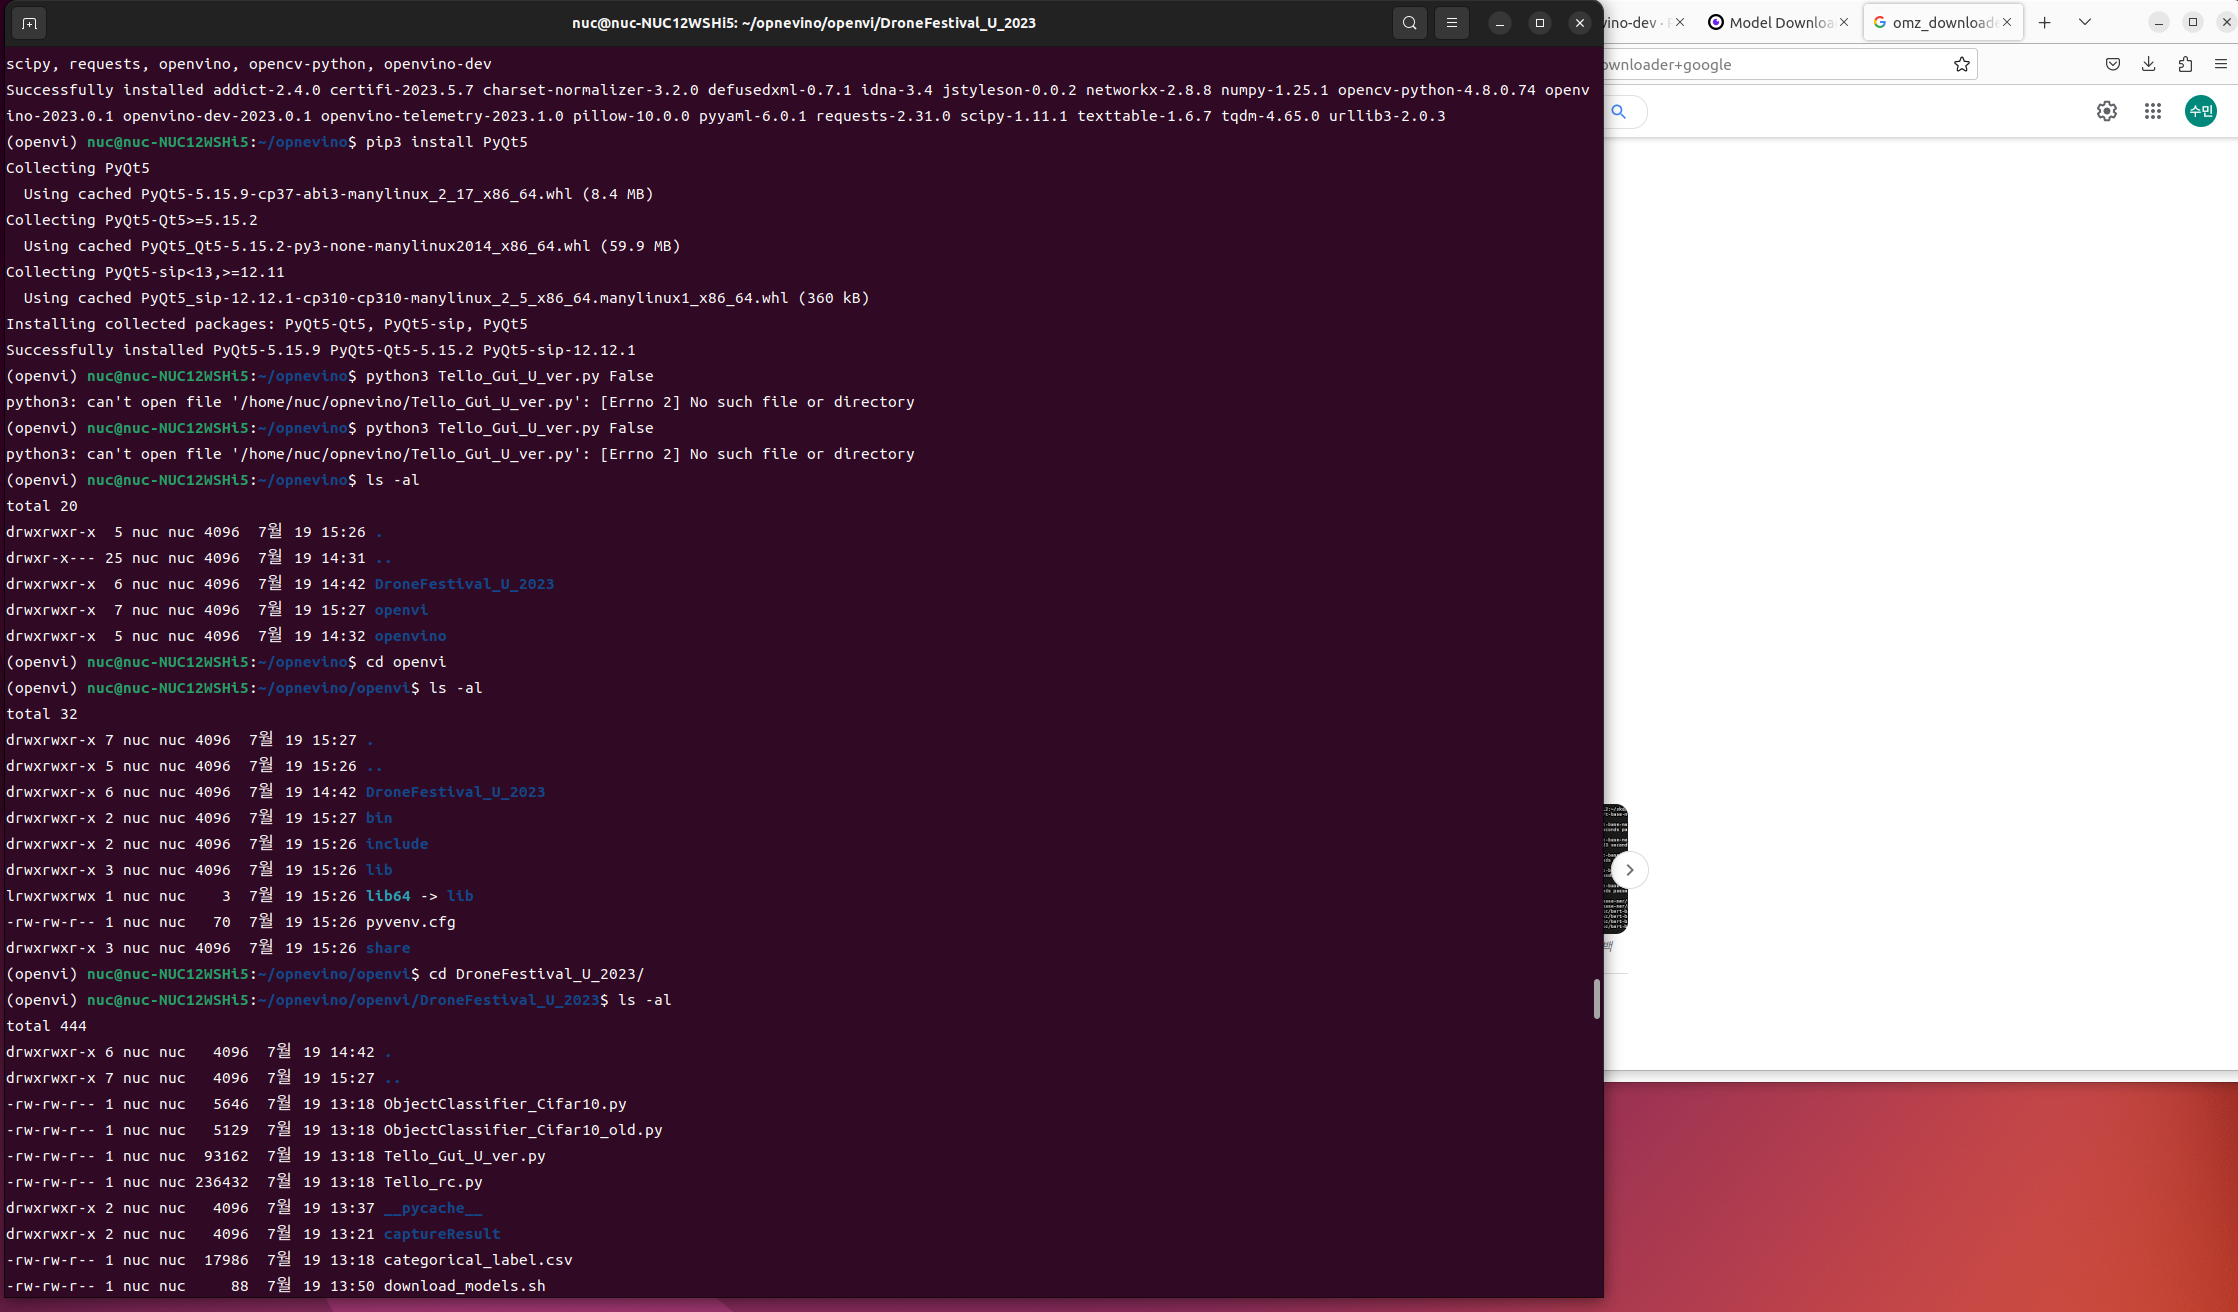 nuc@nuc-NUC12WSHi5: ~/opnevino/openvi/DroneFestival_U_2023
vino-dev ·
Model Downloa
omz_downloade
ownloader+google
수민
scipy, requests, openvino, opencv-python, openvino-dev
Successfully installed addict-2.4.0 certifi-2023.5.7 charset-normalizer-3.2.0 defusedxml-0.7.1 idna-3.4 jstyleson-0.0.2 networkx-2.8.8 numpy-1.25.1 opencv-python-4.8.0.74 openv
ino-2023.0.1 openvino-dev-2023.0.1 openvino-telemetry-2023.1.0 pillow-10.0.0 pyyaml-6.0.1 requests-2.31.0 scipy-1.11.1 texttable-1.6.7 tqdm-4.65.0 urllib3-2.0.3
(openvi) nuc@nuc-NUC12WSHi5:~/opnevino$ pip3 install PyQt5
Collecting PyQt5
  Using cached PyQt5-5.15.9-cp37-abi3-manylinux_2_17_x86_64.whl (8.4 MB)
Collecting PyQt5-Qt5>=5.15.2
  Using cached PyQt5_Qt5-5.15.2-py3-none-manylinux2014_x86_64.whl (59.9 MB)
Collecting PyQt5-sip<13,>=12.11
  Using cached PyQt5_sip-12.12.1-cp310-cp310-manylinux_2_5_x86_64.manylinux1_x86_64.whl (360 kB)
Installing collected packages: PyQt5-Qt5, PyQt5-sip, PyQt5
Successfully installed PyQt5-5.15.9 PyQt5-Qt5-5.15.2 PyQt5-sip-12.12.1
(openvi) nuc@nuc-NUC12WSHi5:~/opnevino$ python3 Tello_Gui_U_ver.py False
python3: can't open file '/home/nuc/opnevino/Tello_Gui_U_ver.py': [Errno 2] No such file or directory
(openvi) nuc@nuc-NUC12WSHi5:~/opnevino$ python3 Tello_Gui_U_ver.py False
python3: can't open file '/home/nuc/opnevino/Tello_Gui_U_ver.py': [Errno 2] No such file or directory
(openvi) nuc@nuc-NUC12WSHi5:~/opnevino$ ls -al
total 20
drwxrwxr-x  5 nuc nuc 4096  7월 19 15:26 .
drwxr-x--- 25 nuc nuc 4096  7월 19 14:31 ..
drwxrwxr-x  6 nuc nuc 4096  7월 19 14:42 DroneFestival_U_2023
drwxrwxr-x  7 nuc nuc 4096  7월 19 15:27 openvi
drwxrwxr-x  5 nuc nuc 4096  7월 19 14:32 openvino
(openvi) nuc@nuc-NUC12WSHi5:~/opnevino$ cd openvi
(openvi) nuc@nuc-NUC12WSHi5:~/opnevino/openvi$ ls -al
total 32
drwxrwxr-x 7 nuc nuc 4096  7월 19 15:27 .
drwxrwxr-x 5 nuc nuc 4096  7월 19 15:26 ..
drwxrwxr-x 6 nuc nuc 4096  7월 19 14:42 DroneFestival_U_2023
drwxrwxr-x 2 nuc nuc 4096  7월 19 15:27 bin
drwxrwxr-x 2 nuc nuc 4096  7월 19 15:26 include
drwxrwxr-x 3 nuc nuc 4096  7월 19 15:26 lib
lrwxrwxrwx 1 nuc nuc    3  7월 19 15:26 lib64 -> lib
-rw-rw-r-- 1 nuc nuc   70  7월 19 15:26 pyvenv.cfg
drwxrwxr-x 3 nuc nuc 4096  7월 19 15:26 share
(openvi) nuc@nuc-NUC12WSHi5:~/opnevino/openvi$ cd DroneFestival_U_2023/
(openvi) nuc@nuc-NUC12WSHi5:~/opnevino/openvi/DroneFestival_U_2023$ ls -al
total 444
drwxrwxr-x 6 nuc nuc   4096  7월 19 14:42 .
drwxrwxr-x 7 nuc nuc   4096  7월 19 15:27 ..
-rw-rw-r-- 1 nuc nuc   5646  7월 19 13:18 ObjectClassifier_Cifar10.py
-rw-rw-r-- 1 nuc nuc   5129  7월 19 13:18 ObjectClassifier_Cifar10_old.py
-rw-rw-r-- 1 nuc nuc  93162  7월 19 13:18 Tello_Gui_U_ver.py
-rw-rw-r-- 1 nuc nuc 236432  7월 19 13:18 Tello_rc.py
drwxrwxr-x 2 nuc nuc   4096  7월 19 13:37 __pycache__
drwxrwxr-x 2 nuc nuc   4096  7월 19 13:21 captureResult
-rw-rw-r-- 1 nuc nuc  17986  7월 19 13:18 categorical_label.csv
-rw-rw-r-- 1 nuc nuc     88  7월 19 13:50 download_models.sh